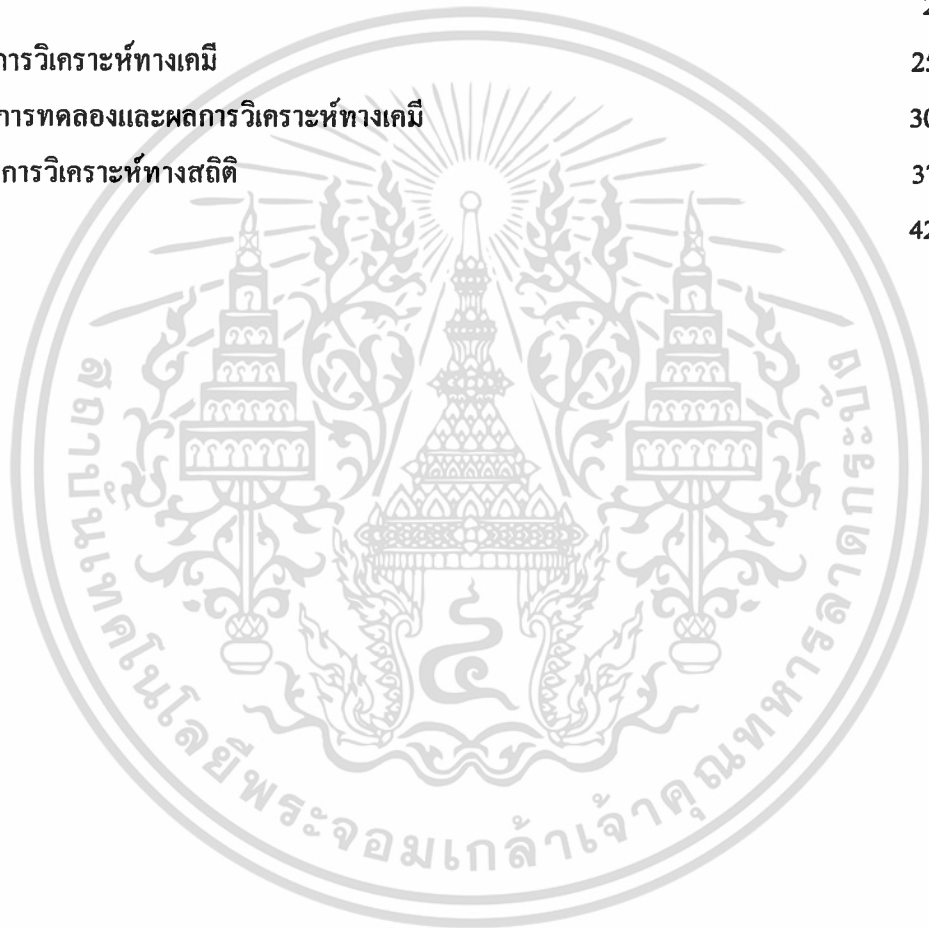 การวิเคราะห์ทางเคมี
การทดลองและผลการวิเคราะห์ทางเคมี 30
การวิเคราะห์ทางสถิติ
42
สถาบันเทคโนโลยีพระจอมเกล้าเจ้าคุณทหารลาดกระบัง